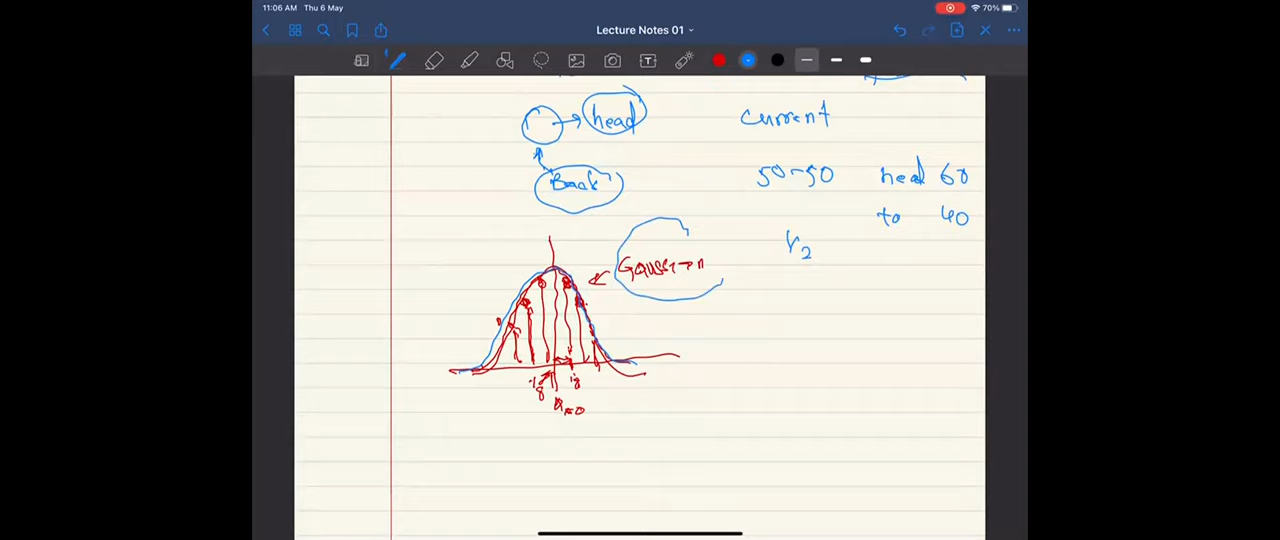 11:06 AM Thu 6 May
70%
Lecture Notes 01
head
current
Back
50-50 head 60
to 40
Gaussian